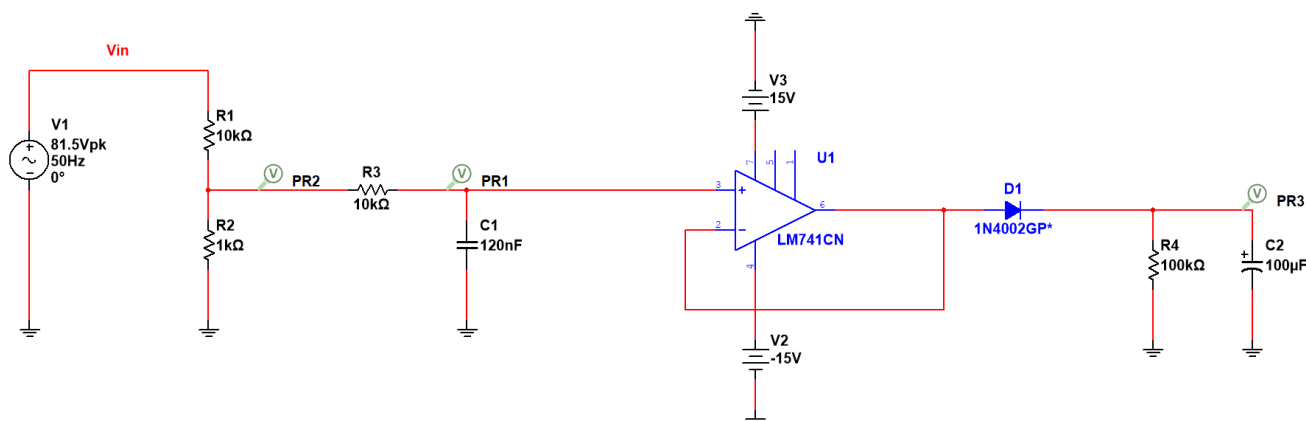 Vin
V1
81.5Vpk
50Hz
0°
R1
10kΩ
R2
1kΩ
V
PR2
R3
10kΩ
V
PR1
C1
120nF
V3
15V
U1
7
5
1
3
2
6
4
LM741CN
V2
-15V
D1
1N4002GP*
V
PR3
R4
100kΩ
C2
100µF